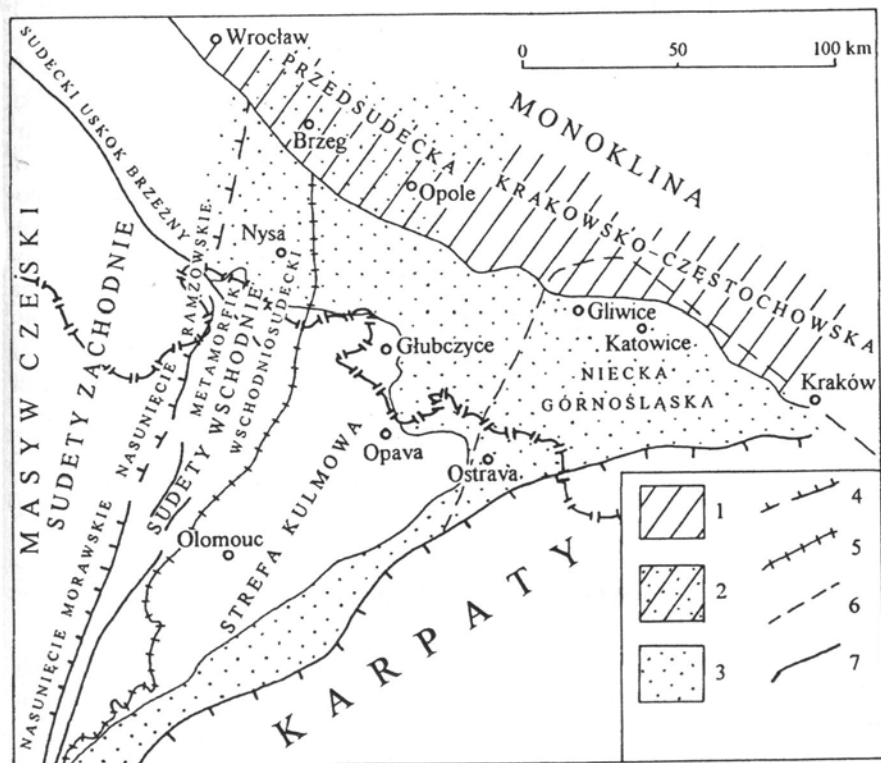 Wrocław
0 50 100 km
SUDECKI USKOK BRZEŻNY
PRZEDSUDECKA
MONOKLINA
Brzeg
Opole
KRAKOWSKO-CZĘSTOCHOWSKA
MASYW CZESKI
SUDETY ZACHODNIE
Nysa
NASUNIĘCIE RAMZOWSKIE
METAMORFIK
WSCHODNIOSUDECKI
SUDETY WSCHODNIE
Gliwice
Katowice
Głubczyce
NIECKA
GÓRNOŚLĄSKA
Kraków
Opava
Ostrava
Olomouc
STREFA KULMOWA
NASUNIĘCIE MORAWSKIE
KARPATY
1
2
3
4
5
6
7